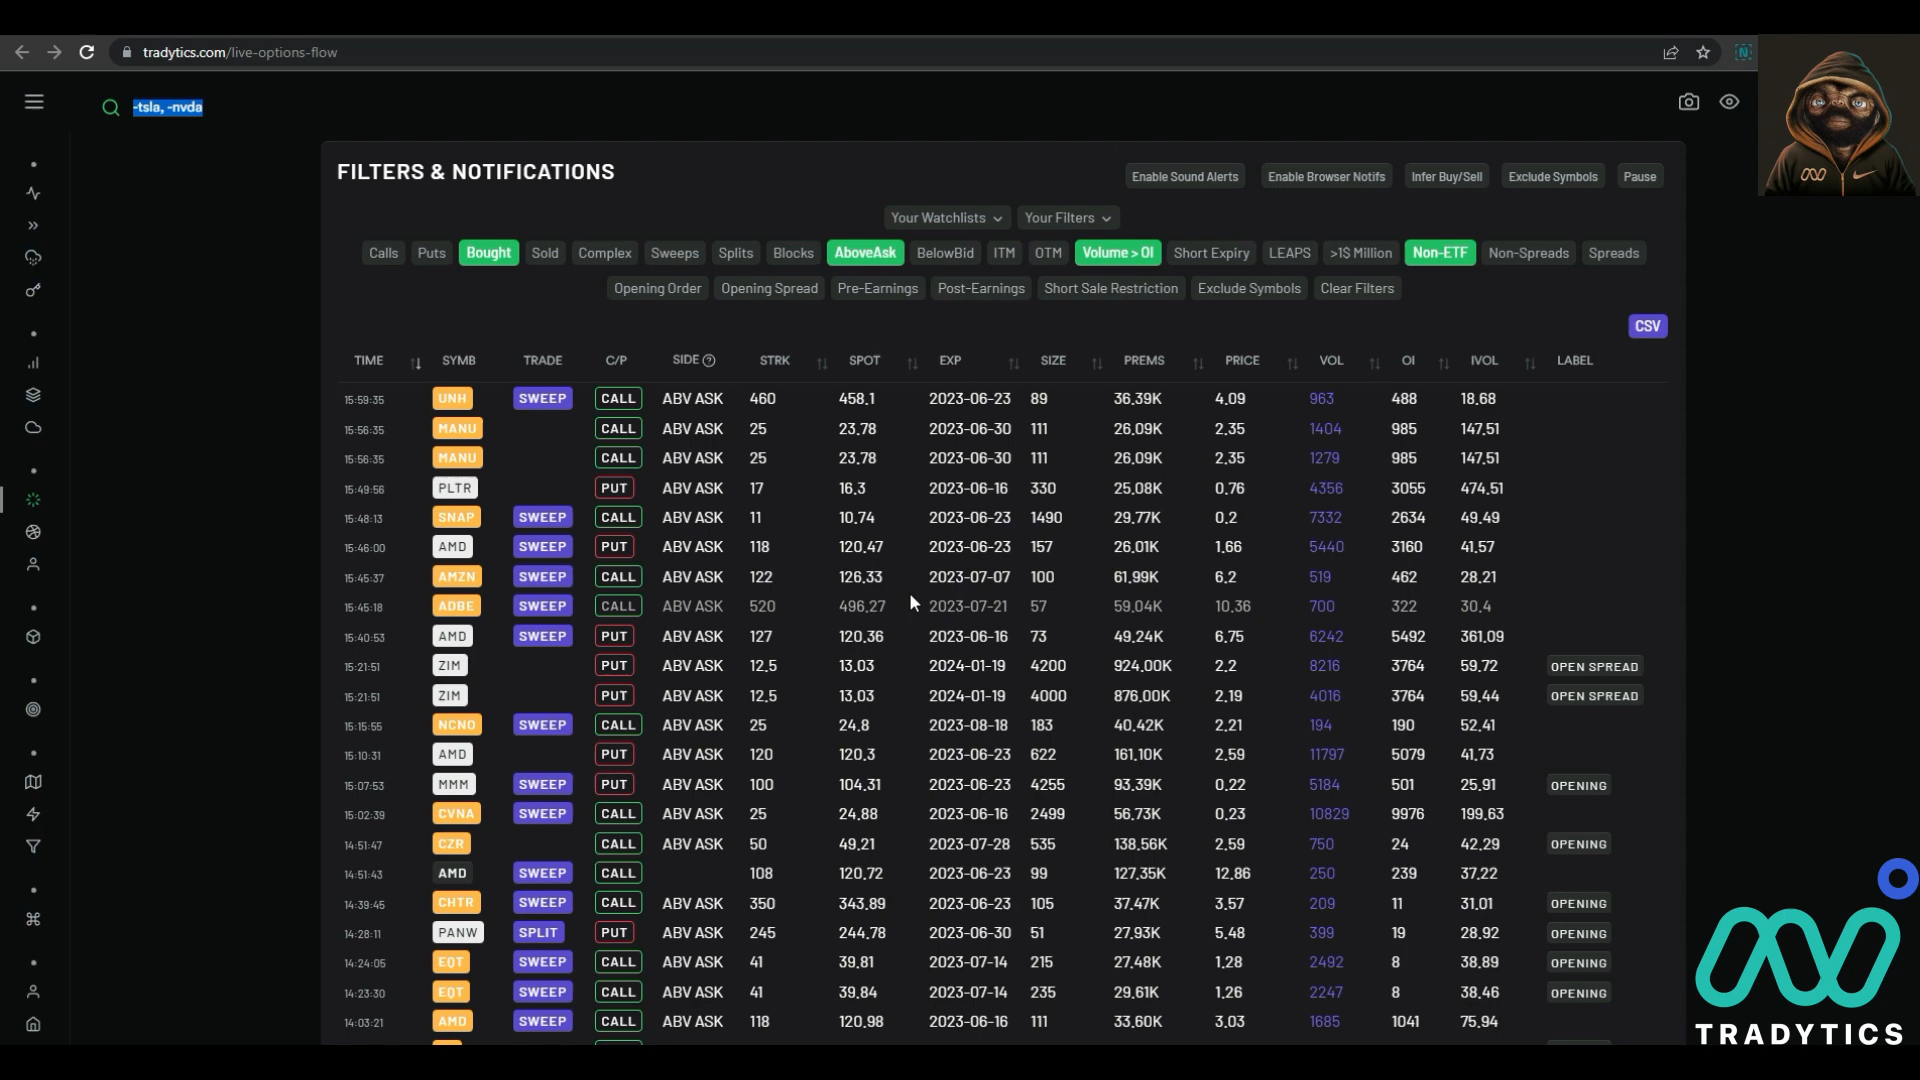 tradytics.com/live-options-flow
-tsla, -nvda
FILTERS & NOTIFICATIONS
Enable Sound Alerts Enable Browser Notifs Infer Buy/Sell Exclude Symbols Pause
Your Watchlists Your Filters
Calls Puts Bought Sold Complex Sweeps Splits Blocks AboveAsk BelowBid ITM OTM Volume > OI Short Expiry LEAPS >1$ Million Non-ETF Non-Spreads Spreads
Opening Order Opening Spread Pre-Earnings Post-Earnings Short Sale Restriction Exclude Symbols Clear Filters
CSV
TIME SYMB TRADE C/P SIDE STRK SPOT EXP SIZE PREMS PRICE VOL OI IVOL LABEL
15:59:35 UNH SWEEP CALL ABV ASK 460 458.1 2023-06-23 89 36.39K 4.09 963 488 18.68
15:56:35 MANU CALL ABV ASK 25 23.78 2023-06-30 111 26.09K 2.35 1404 985 147.51
15:56:35 MANU CALL ABV ASK 25 23.78 2023-06-30 111 26.09K 2.35 1279 985 147.51
15:49:56 PLTR PUT ABV ASK 17 16.3 2023-06-16 330 25.08K 0.76 4356 3055 474.51
15:48:13 SNAP SWEEP CALL ABV ASK 11 10.74 2023-06-23 1490 29.77K 0.2 7332 2634 49.49
15:46:00 AMD SWEEP PUT ABV ASK 118 120.47 2023-06-23 157 26.01K 1.66 5440 3160 41.57
15:45:37 AMZN SWEEP CALL ABV ASK 122 126.33 2023-07-07 100 61.99K 6.2 519 462 28.21
15:45:18 ADBE SWEEP CALL ABV ASK 520 496.27 2023-07-21 57 59.04K 10.36 700 322 30.4
15:40:53 AMD SWEEP PUT ABV ASK 127 120.36 2023-06-16 73 49.24K 6.75 6242 5492 361.09
15:21:51 ZIM PUT ABV ASK 12.5 13.03 2024-01-19 4200 924.00K 2.2 8216 3764 59.72 OPEN SPREAD
15:21:51 ZIM PUT ABV ASK 12.5 13.03 2024-01-19 4000 876.00K 2.19 4016 3764 59.44 OPEN SPREAD
15:15:55 NCNO SWEEP CALL ABV ASK 25 24.8 2023-08-18 183 40.42K 2.21 194 190 52.41
15:10:31 AMD PUT ABV ASK 120 120.3 2023-06-23 622 161.10K 2.59 11797 5079 41.73
15:07:53 MMM SWEEP PUT ABV ASK 100 104.31 2023-06-23 4255 93.39K 0.22 5184 501 25.91 OPENING
15:02:39 CVNA SWEEP CALL ABV ASK 25 24.88 2023-06-16 2499 56.73K 0.23 10829 9976 199.63
14:51:47 CZR CALL ABV ASK 50 49.21 2023-07-28 535 138.56K 2.59 750 24 42.29 OPENING
14:51:43 AMD SWEEP CALL 108 120.72 2023-06-23 99 127.35K 12.86 250 239 37.22
14:39:45 CHTR SWEEP CALL ABV ASK 350 343.89 2023-06-23 105 37.47K 3.57 209 11 31.01 OPENING
14:28:11 PANW SPLIT PUT ABV ASK 245 244.78 2023-06-30 51 27.93K 5.48 399 19 28.92 OPENING
14:24:05 EQT SWEEP CALL ABV ASK 41 39.81 2023-07-14 215 27.48K 1.28 2492 8 38.89 OPENING
14:23:30 EQT SWEEP CALL ABV ASK 41 39.84 2023-07-14 235 29.61K 1.26 2247 8 38.46 OPENING
14:03:21 AMD SWEEP CALL ABV ASK 118 120.98 2023-06-16 111 33.60K 3.03 1685 1041 75.94
TRADYTICS